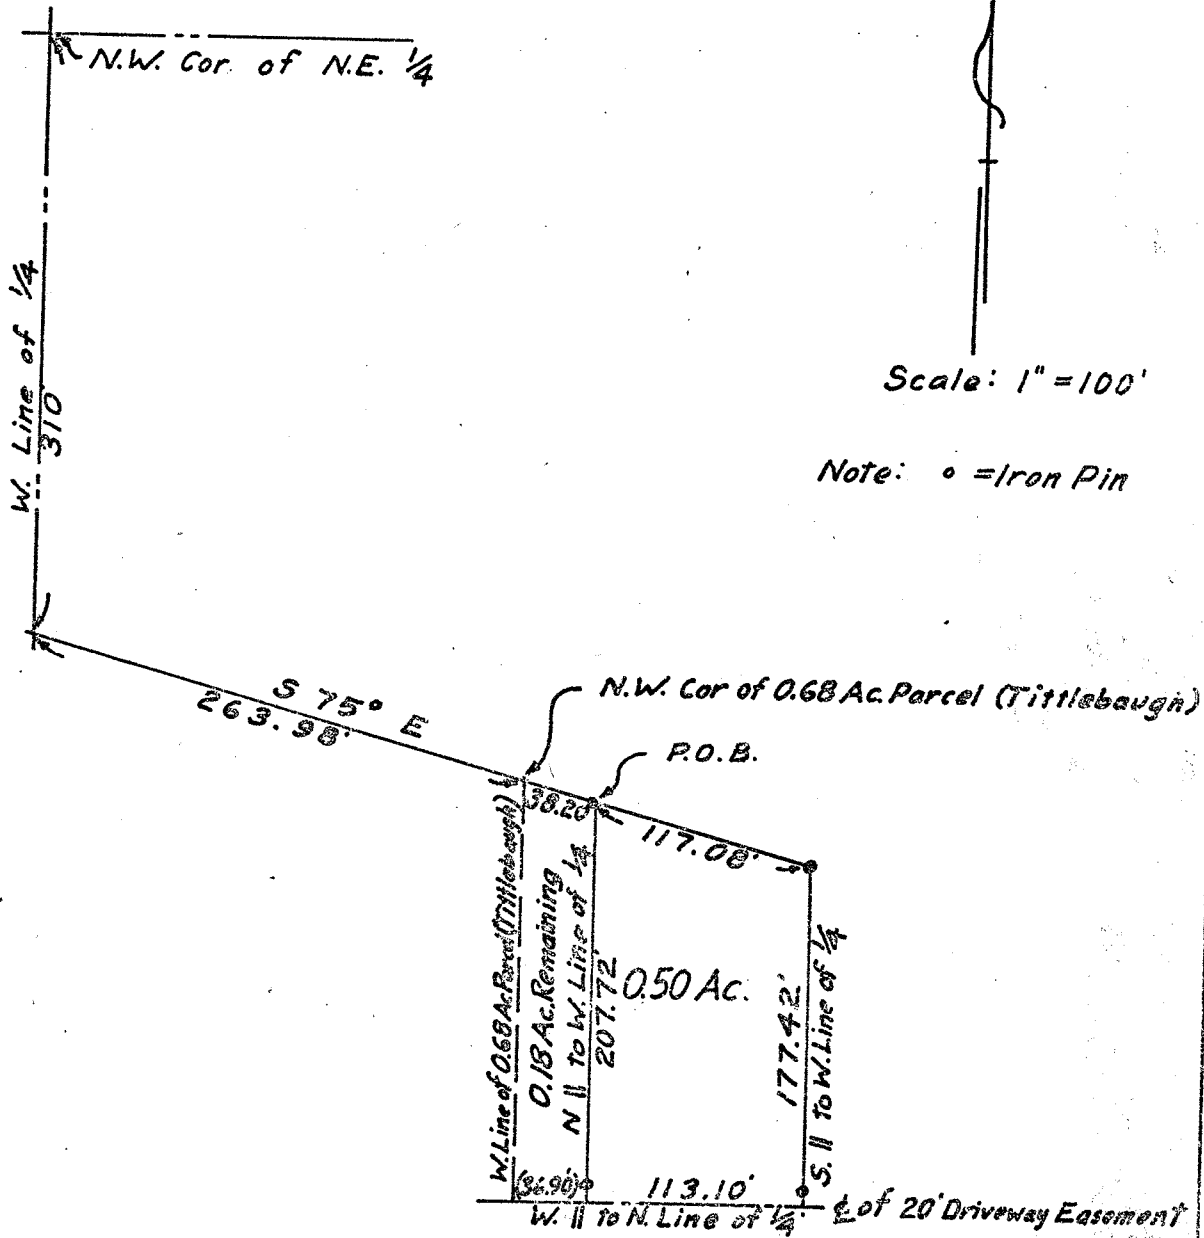 N.W. Cor. of N.E. 1/4
W. Line of 1/4
310'
Scale: 1" = 100'
Note: o = Iron Pin
S 75° E
263.98'
N.W. Cor of 0.68 Ac. Parcel (Tittlebaugh)
P.O.B.
38.20'
117.08'
W. Line of 0.68 Ac. Parcel (Tittlebaugh)
0.18 Ac. Remaining
N || to W. Line of 1/4
207.72'
0.50 Ac.
177.42'
S. || to W. Line of 1/4
(36.90')
113.10'
W. || to N. Line of 1/4
℄ of 20' Driveway Easement